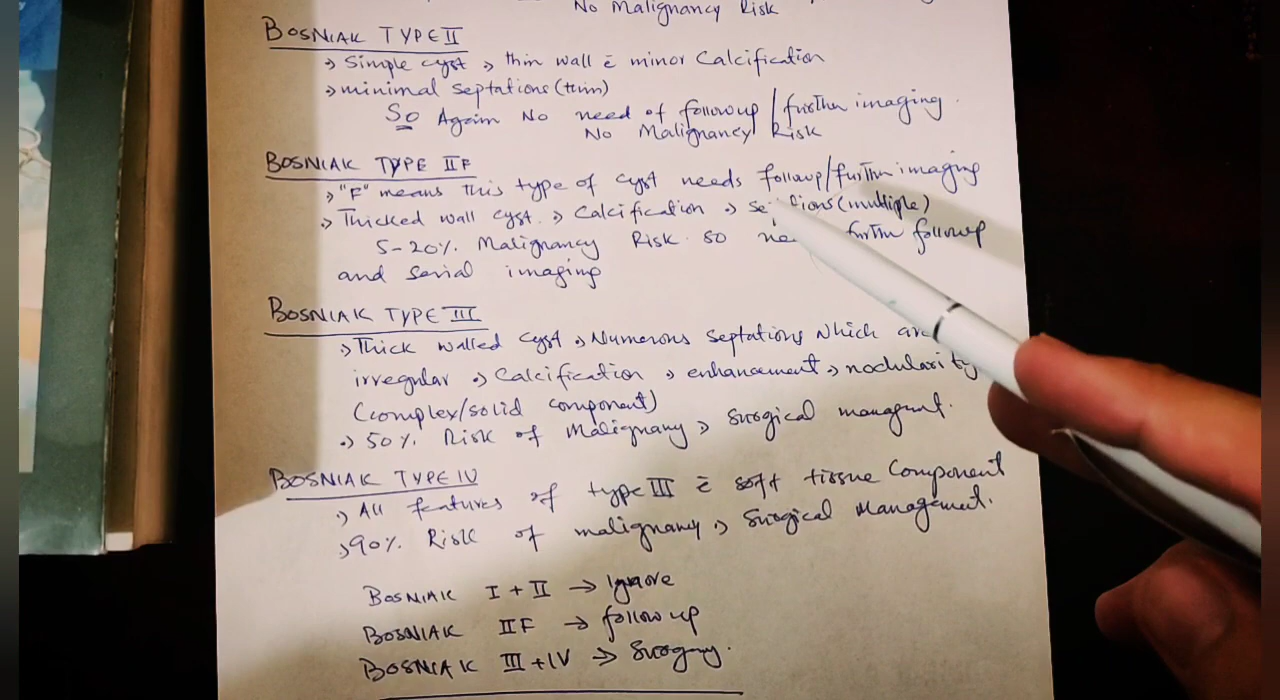 No Malignancy Risk
BOSNIAK TYPE II
→ Simple cyst → thin wall c̄ minor Calcification
→ minimal septations (thin)
So Again No need of followup/further imaging.
No Malignancy Risk
BOSNIAK TYPE IIF
→ "F" means this type of cyst needs followup/further imaging
→ Thicked wall cyst. → Calcification → (multiple)
5-20% Malignancy Risk so further followup
and serial imaging
BOSNIAK TYPE III
→ Thick walled cyst → Numerous septations which are
irregular → Calcification → enhancement → nodularity
(complex/solid component)
→ 50% Risk of Malignany → Surgical managmnt.
BOSNIAK TYPE IV
→ All features of type III c̄ soft tissue Component
→ 90% Risk of malignancy → Surgical Management.
BOSNIAK I + II → Ignore
BOSNIAK IIF → follow up
BOSNIAK III + IV → Surgery.